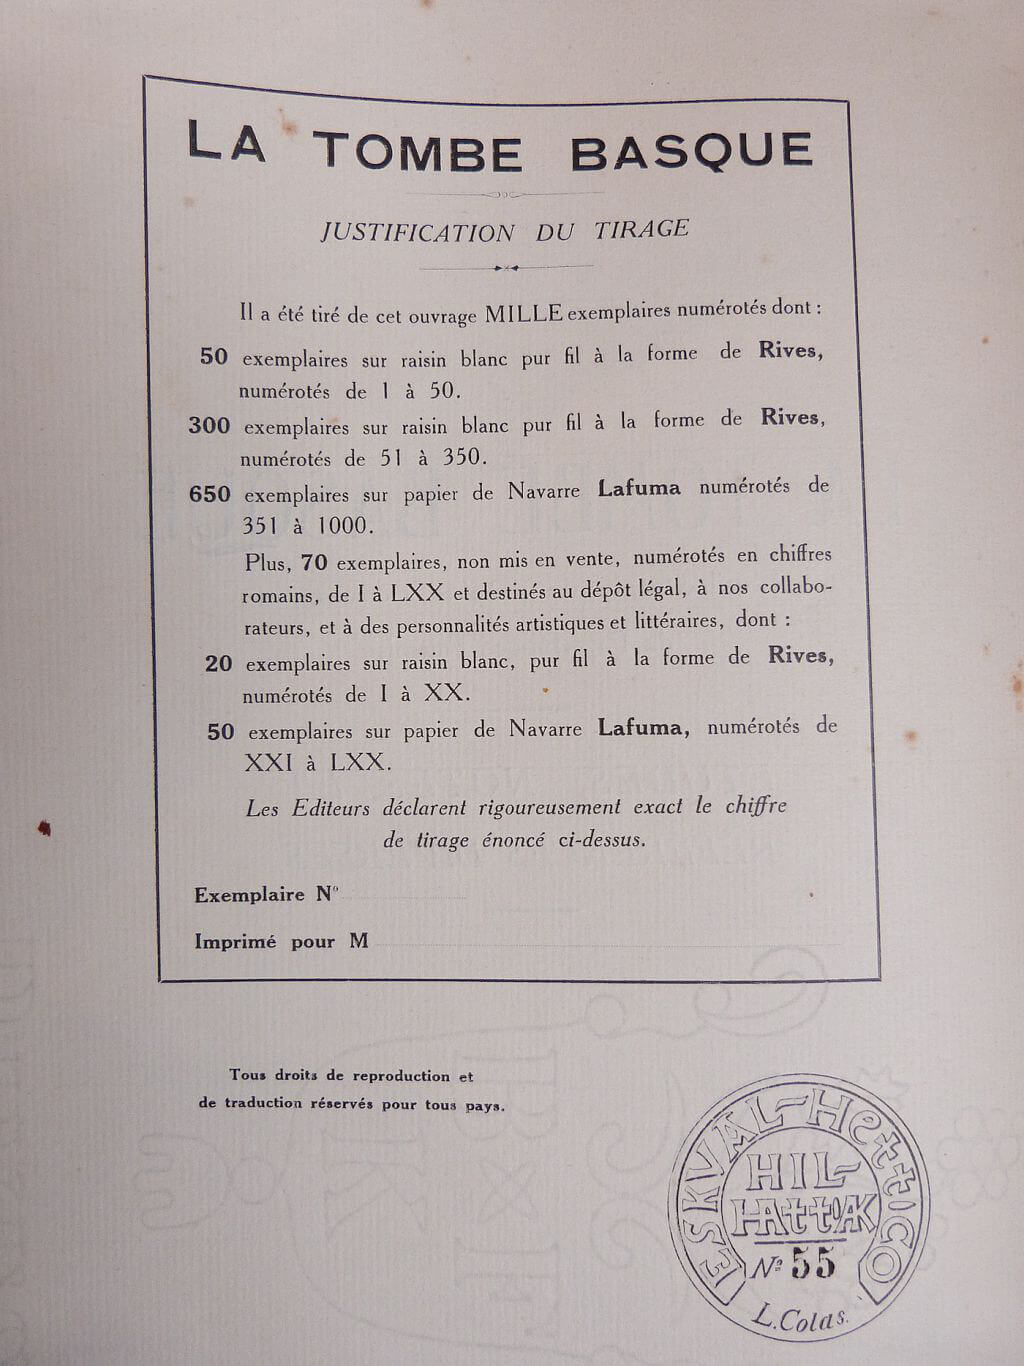 LA TOMBE BASQUE
JUSTIFICATION DU TIRAGE
Il a été tiré de cet ouvrage MILLE exemplaires numérotés dont :
50 exemplaires sur raisin blanc pur fil à la forme de Rives,
numérotés de 1 à 50.
300 exemplaires sur raisin blanc pur fil à la forme de Rives,
numérotés de 51 à 350.
650 exemplaires sur papier de Navarre Lafuma numérotés de
351 à 1000.
Plus, 70 exemplaires, non mis en vente, numérotés en chiffres
romains, de I à LXX et destinés au dépôt légal, à nos collabo-
rateurs, et à des personnalités artistiques et littéraires, dont :
20 exemplaires sur raisin blanc, pur fil à la forme de Rives,
numérotés de I à XX.
50 exemplaires sur papier de Navarre Lafuma, numérotés de
XXI à LXX.
Les Editeurs déclarent rigoureusement exact le chiffre
de tirage énoncé ci-dessus.
Exemplaire N°
Imprimé pour M
Tous droits de reproduction et
de traduction réservés pour tous pays.
ESKVAL-HettICO
HIL-
HAttOAK
Nº 55
L. Colas.